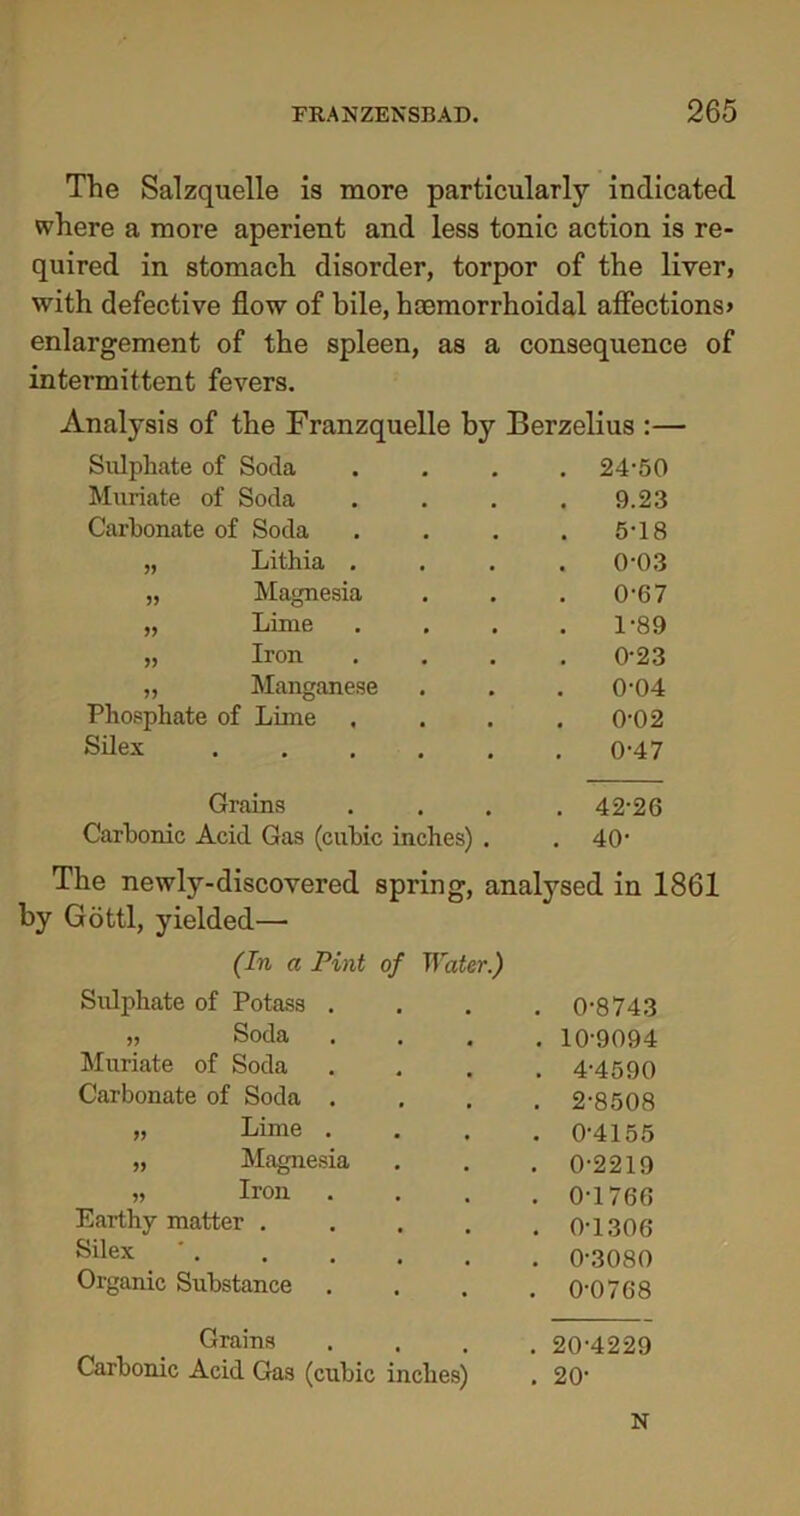 FRANZENSBAD. 265
The Salzquelle is more particularly indicated
where a more aperient and less tonic action is re-
quired in stomach disorder, torpor of the liver,
with defective flow of bile, hæmorrhoidal affections,
enlargement of the spleen, as a consequence of
intermittent fevers.
Analysis of the Franzquelle by Berzelius :—
Sulphate of Soda . . . . 24·50
Muriate of Soda . . . . 9.23
Carbonate of Soda . . . . 5·18
„ Lithia . . . . 0·03
„ Magnesia . . . 0·67
„ Lime . . . . 1·89
„ Iron . . . . 0·23
„ Manganese . . . 0·04
Phosphate of Lime . . . . 0·02
Silex . . . . . . 0·47
Grains . . . . 42·26
Carbonic Acid Gas (cubic inches) . . 40·
The newly-discovered spring, analysed in 1861
by Göttl, yielded—
(In a Pint of Water.)
Sulphate of Potass . . . . 0·8743
„ Soda . . . . 10·9094
Muriate of Soda . . . . 4·4590
Carbonate of Soda . . . . 2·8508
„ Lime . . . . 0·4155
„ Magnesia . . . 0·2219
„ Iron . . . . 0·1766
Earthy matter . . . . . 0·1306
Silex . . . . . . 0·3080
Organic Substance . . . . 0·0768
Grains . . . . 20·4229
Carbonic Acid Gas (cubic inches) . 20·
N